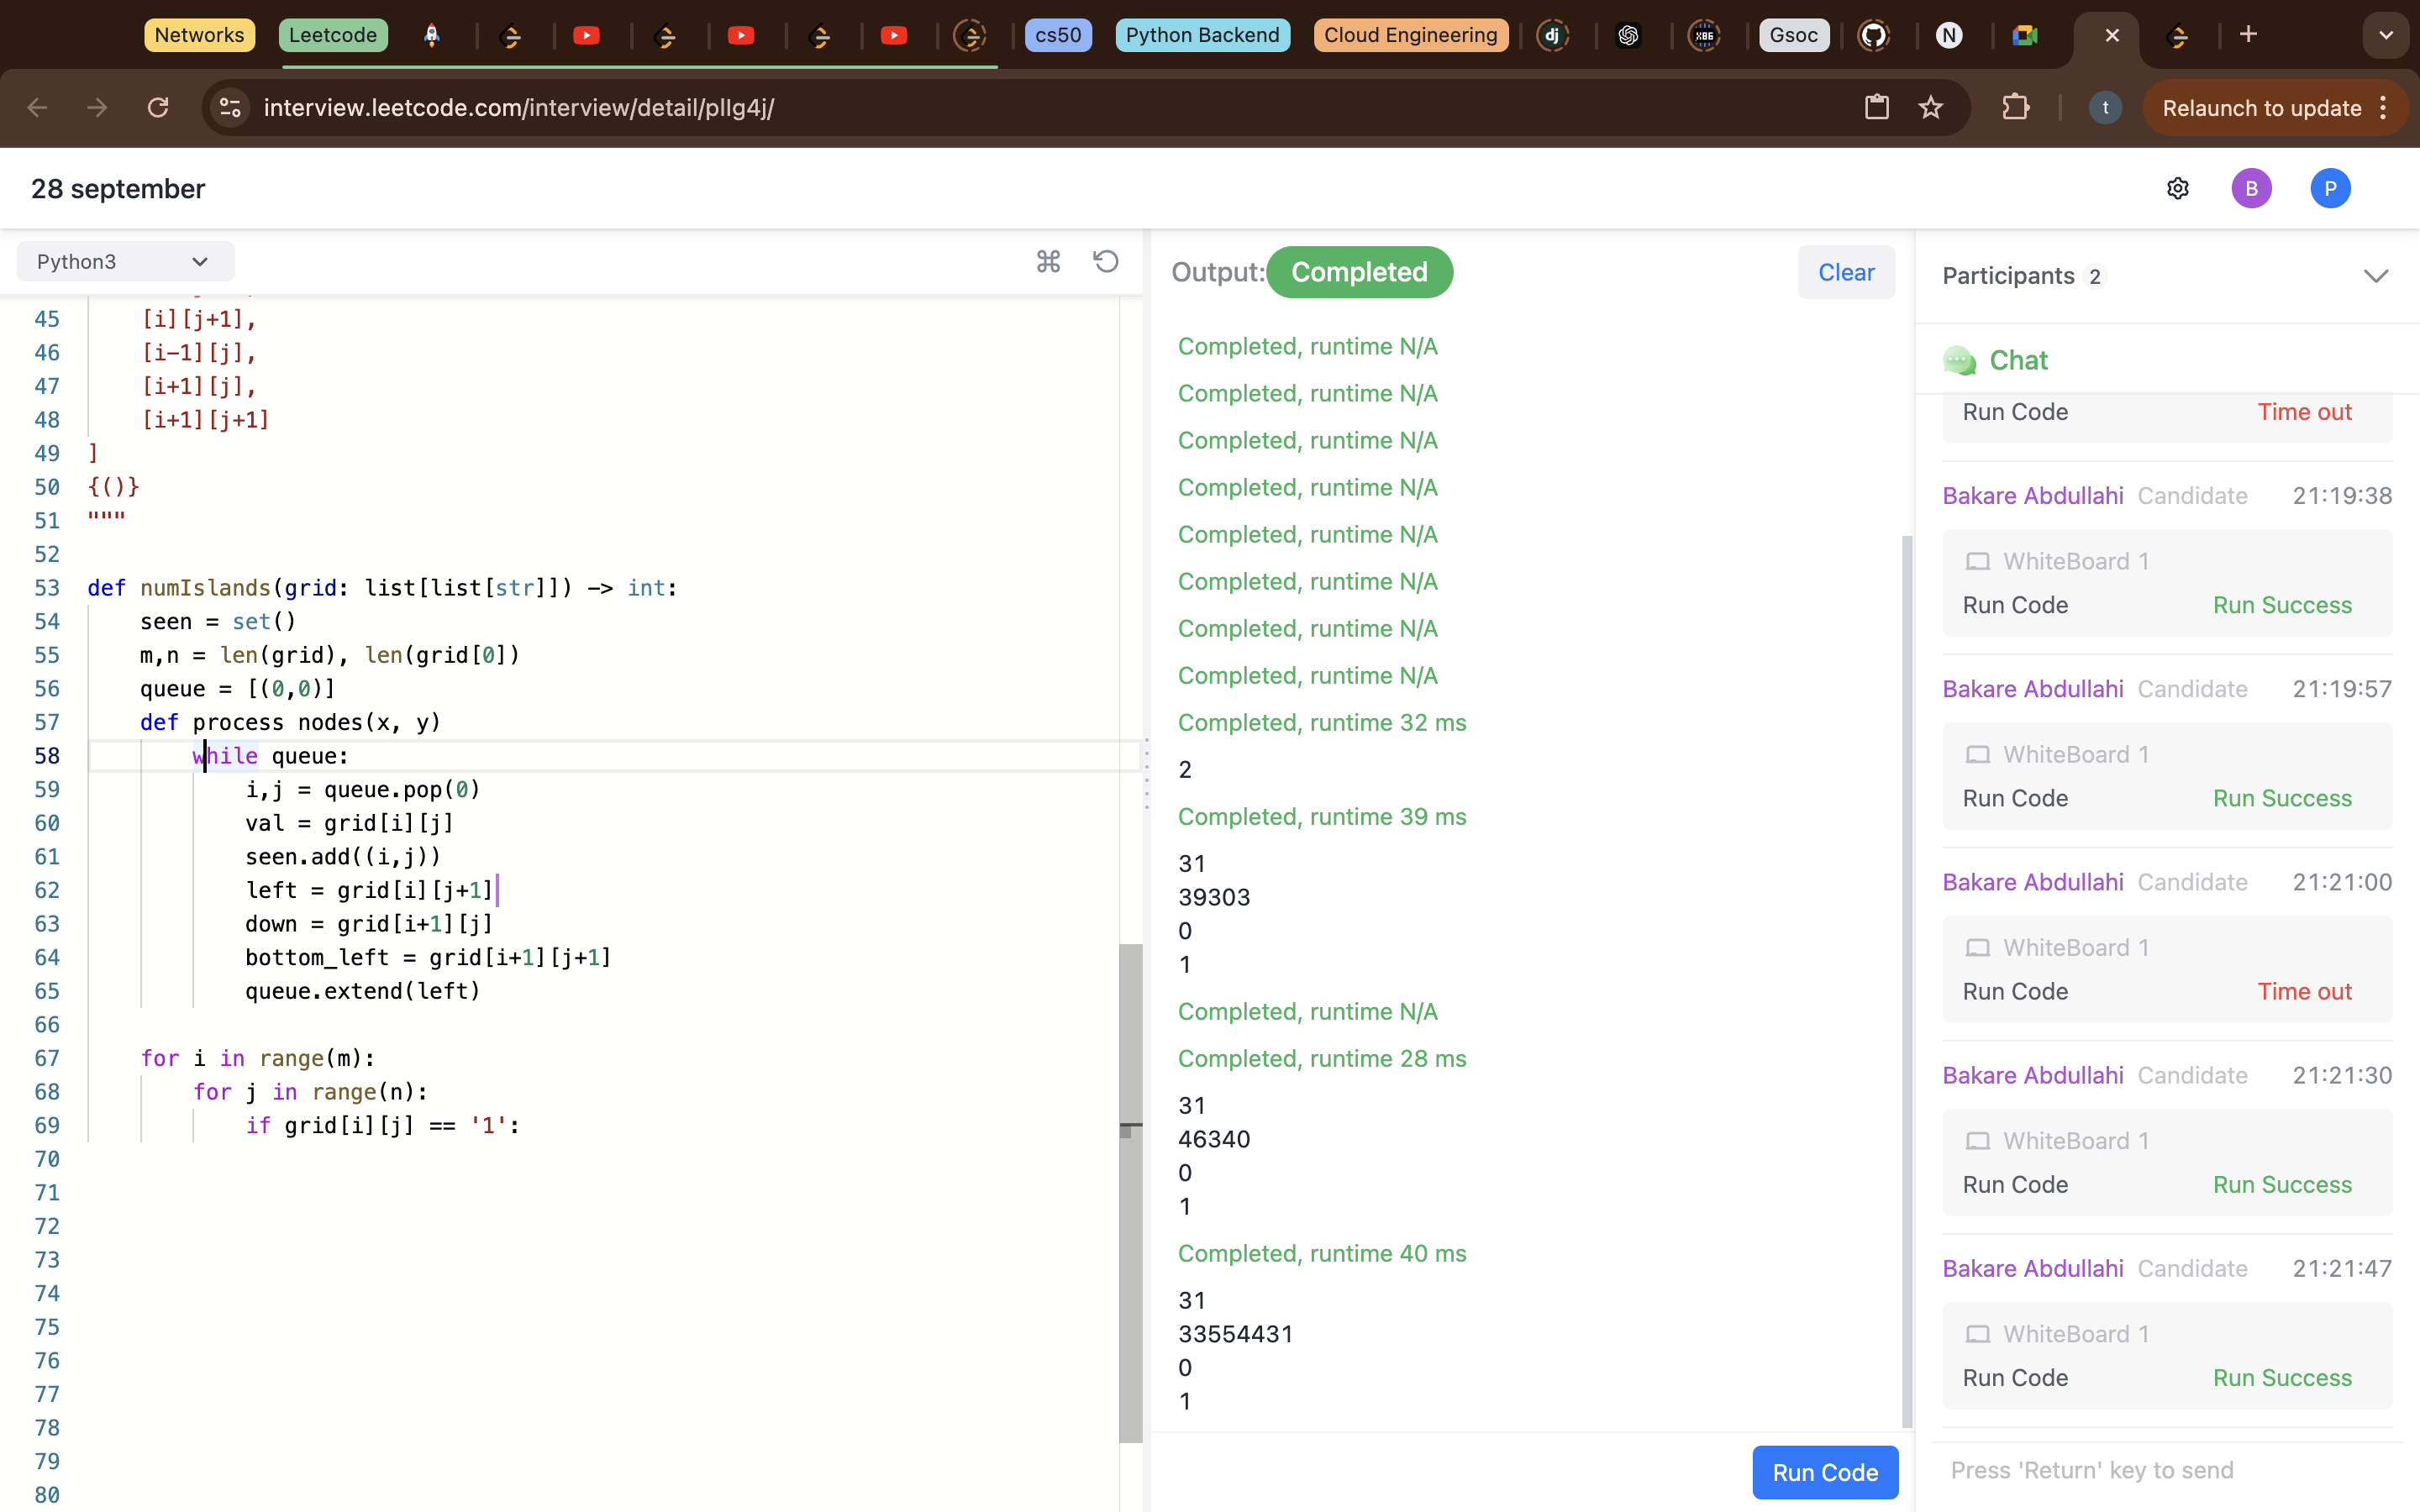 Networks
Leetcode
cs50
Python Backend
Cloud Engineering
dj
X86
Gsoc
N
interview.leetcode.com/interview/detail/pllg4j/
t
Relaunch to update
28 september
B
P
Python3
45 [i][j+1],
46 [i-1][j],
47 [i+1][j],
48 [i+1][j+1]
49 ]
50 {()}
51 """
52
53 def numIslands(grid: list[list[str]]) -> int:
54 seen = set()
55 m,n = len(grid), len(grid[0])
56 queue = [(0,0)]
57 def process nodes(x, y)
58 while queue:
59 i,j = queue.pop(0)
60 val = grid[i][j]
61 seen.add((i,j))
62 left = grid[i][j+1]
63 down = grid[i+1][j]
64 bottom_left = grid[i+1][j+1]
65 queue.extend(left)
66
67 for i in range(m):
68 for j in range(n):
69 if grid[i][j] == '1':
70
71
72
73
74
75
76
77
78
79
80
Output: Completed
Clear
Completed, runtime N/A
Completed, runtime N/A
Completed, runtime N/A
Completed, runtime N/A
Completed, runtime N/A
Completed, runtime N/A
Completed, runtime N/A
Completed, runtime N/A
Completed, runtime 32 ms
2
Completed, runtime 39 ms
31
39303
0
1
Completed, runtime N/A
Completed, runtime 28 ms
31
46340
0
1
Completed, runtime 40 ms
31
33554431
0
1
Run Code
Participants 2
Chat
Run Code Time out
Bakare Abdullahi Candidate 21:19:38
WhiteBoard 1
Run Code Run Success
Bakare Abdullahi Candidate 21:19:57
WhiteBoard 1
Run Code Run Success
Bakare Abdullahi Candidate 21:21:00
WhiteBoard 1
Run Code Time out
Bakare Abdullahi Candidate 21:21:30
WhiteBoard 1
Run Code Run Success
Bakare Abdullahi Candidate 21:21:47
WhiteBoard 1
Run Code Run Success
Press 'Return' key to send